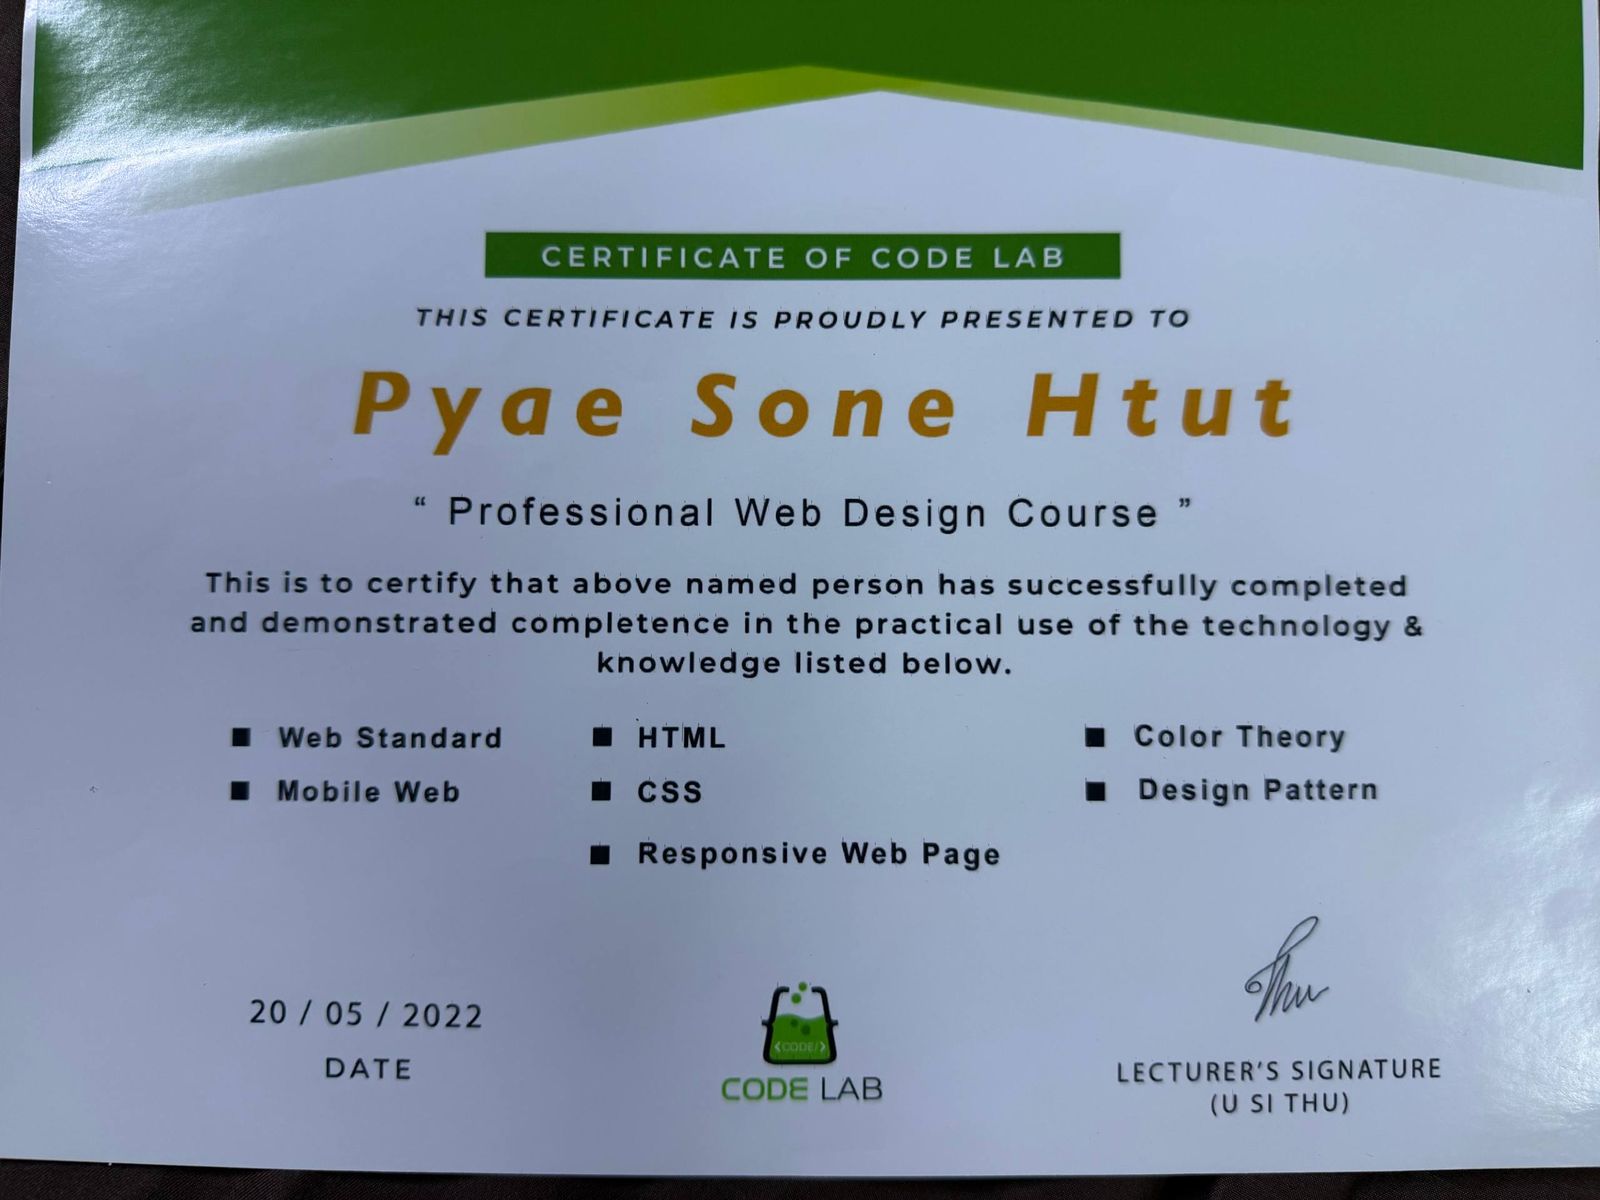 CERTIFICATE OF CODE LAB
THIS CERTIFICATE IS PROUDLY PRESENTED TO
Pyae Sone Htut
“ Professional Web Design Course ”
This is to certify that above named person has successfully completed
and demonstrated completence in the practical use of the technology &
knowledge listed below.
■ Web Standard
■ Mobile Web
■ HTML
■ CSS
■ Responsive Web Page
■ Color Theory
■ Design Pattern
20 / 05 / 2022
DATE
<CODE/>
CODE LAB
Thu
LECTURER'S SIGNATURE
(U SI THU)